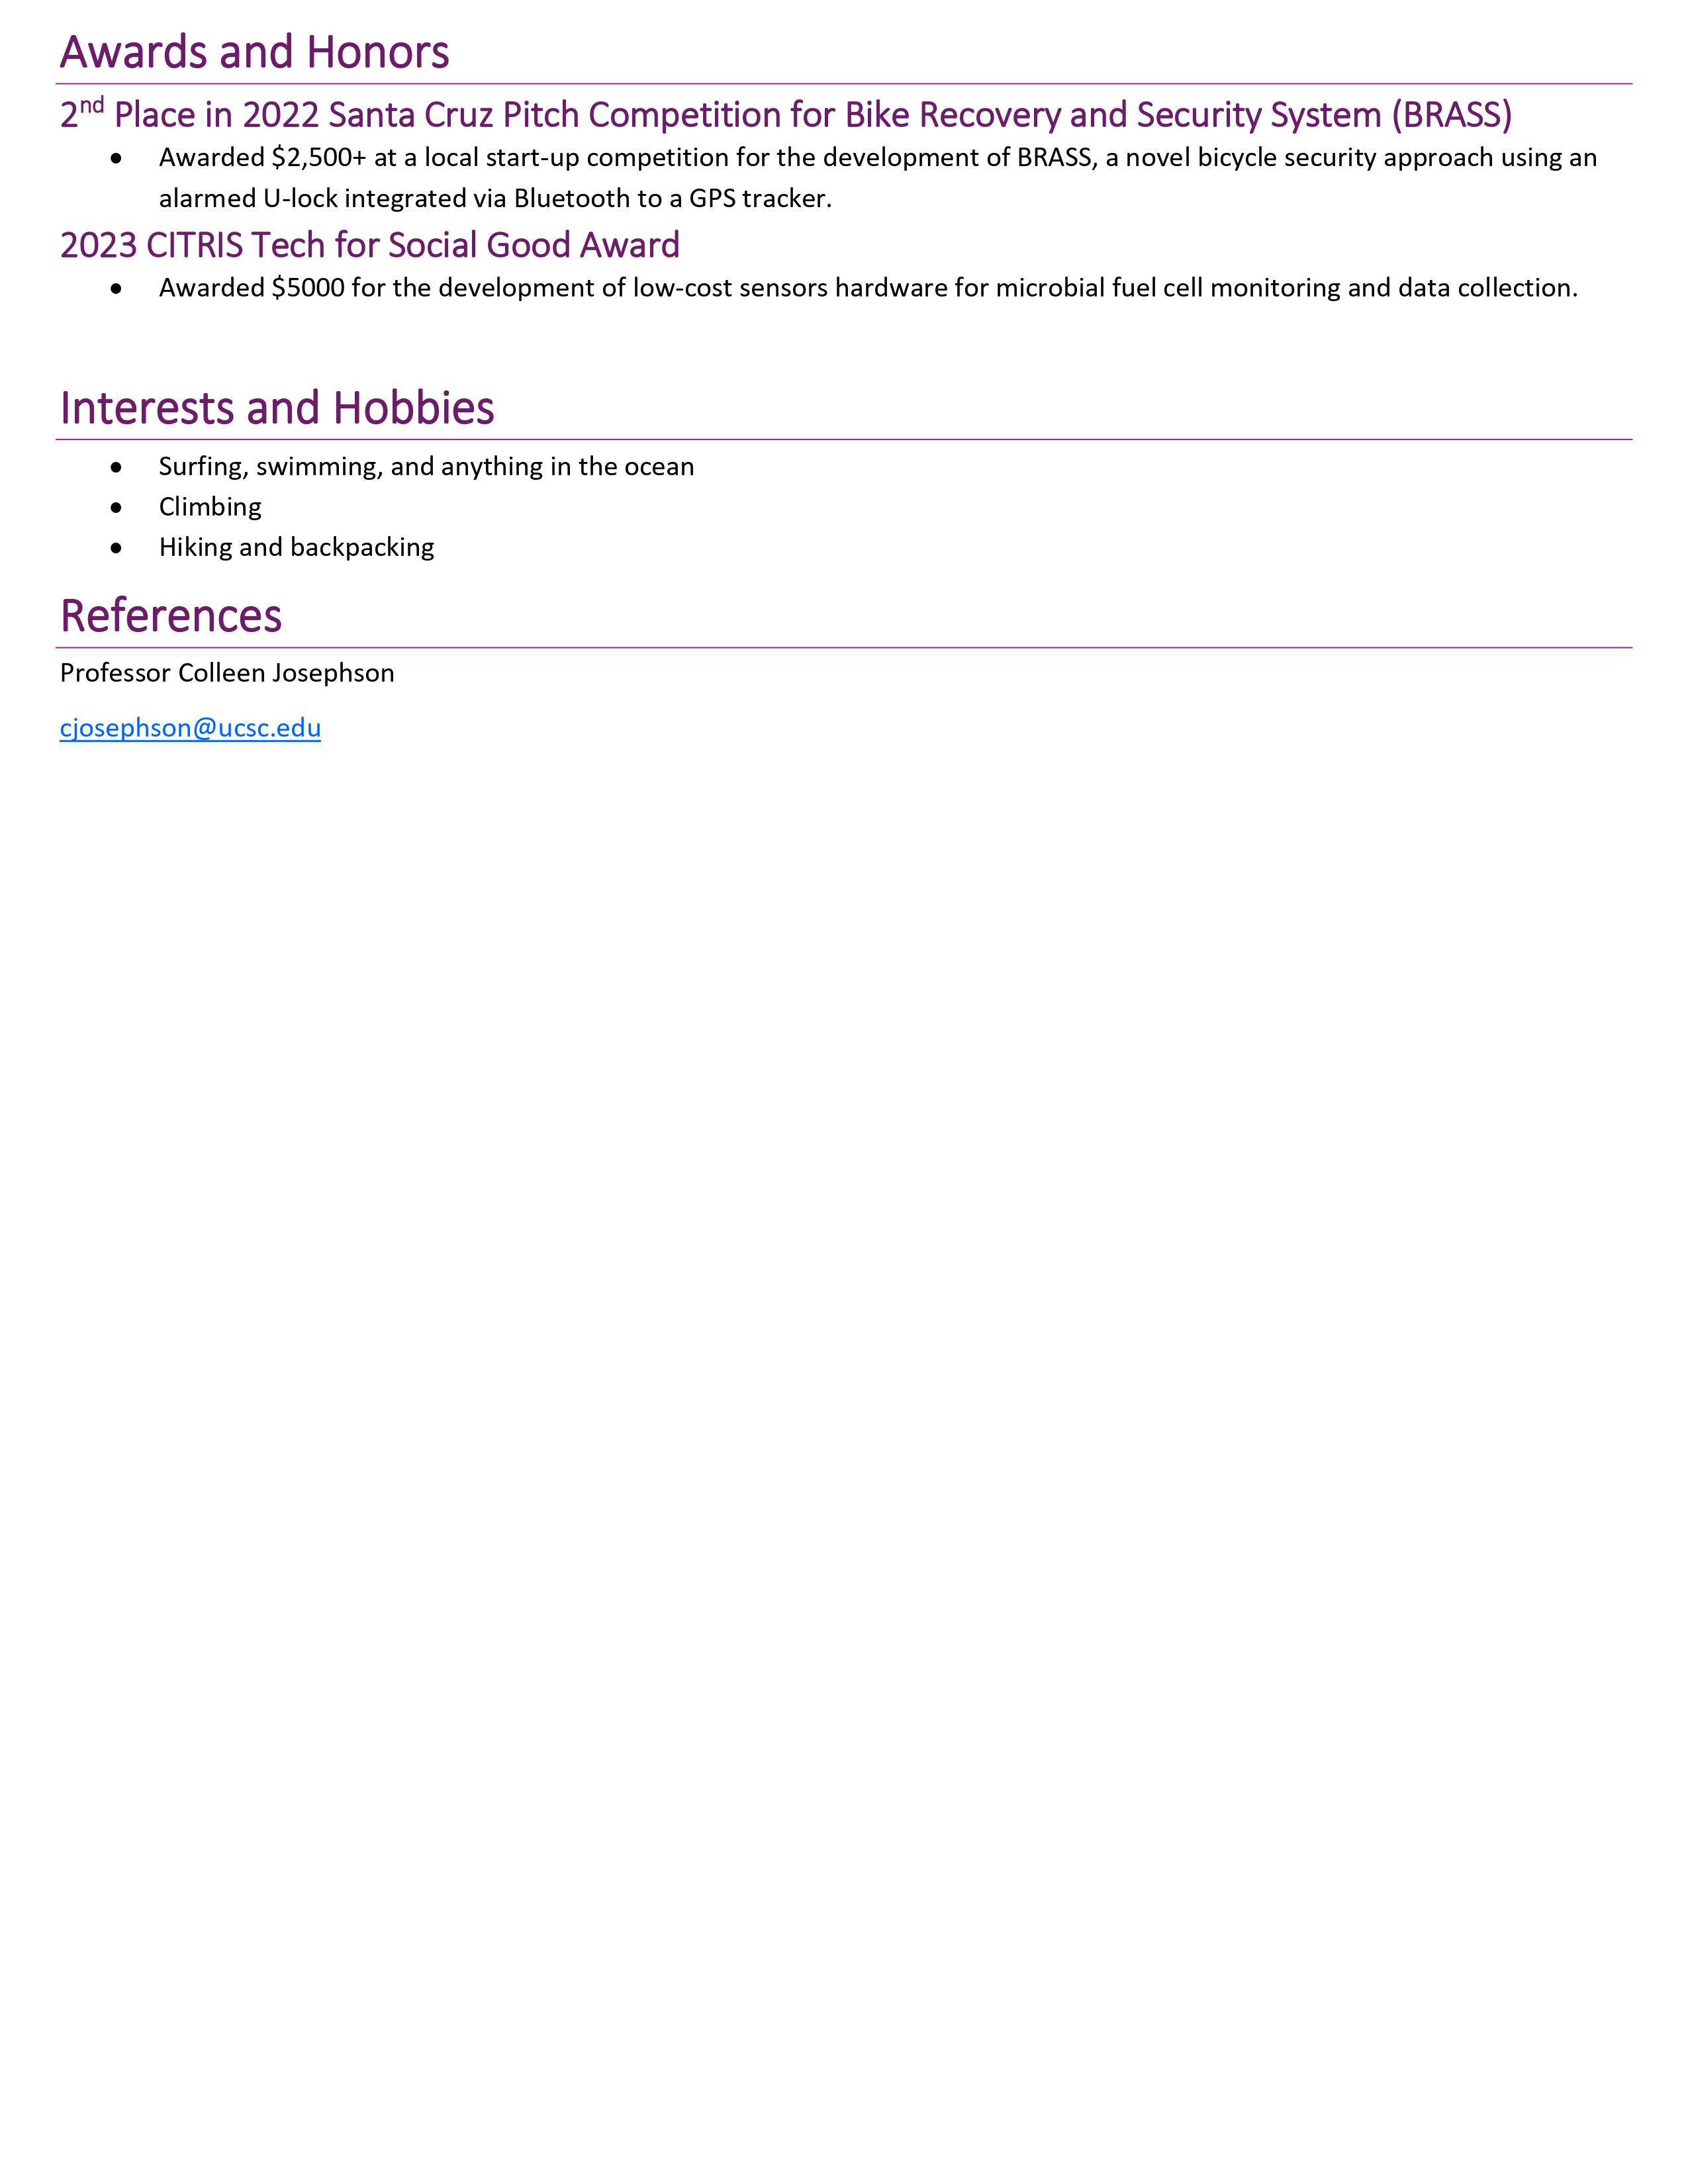 Awards and Honors
2nd Place in 2022 Santa Cruz Pitch Competition for Bike Recovery and Security System (BRASS)
• Awarded $2,500+ at a local start-up competition for the development of BRASS, a novel bicycle security approach using an
alarmed U-lock integrated via Bluetooth to a GPS tracker.
2023 CITRIS Tech for Social Good Award
• Awarded $5000 for the development of low-cost sensors hardware for microbial fuel cell monitoring and data collection.
Interests and Hobbies
• Surfing, swimming, and anything in the ocean
• Climbing
• Hiking and backpacking
References
Professor Colleen Josephson
cjosephson@ucsc.edu